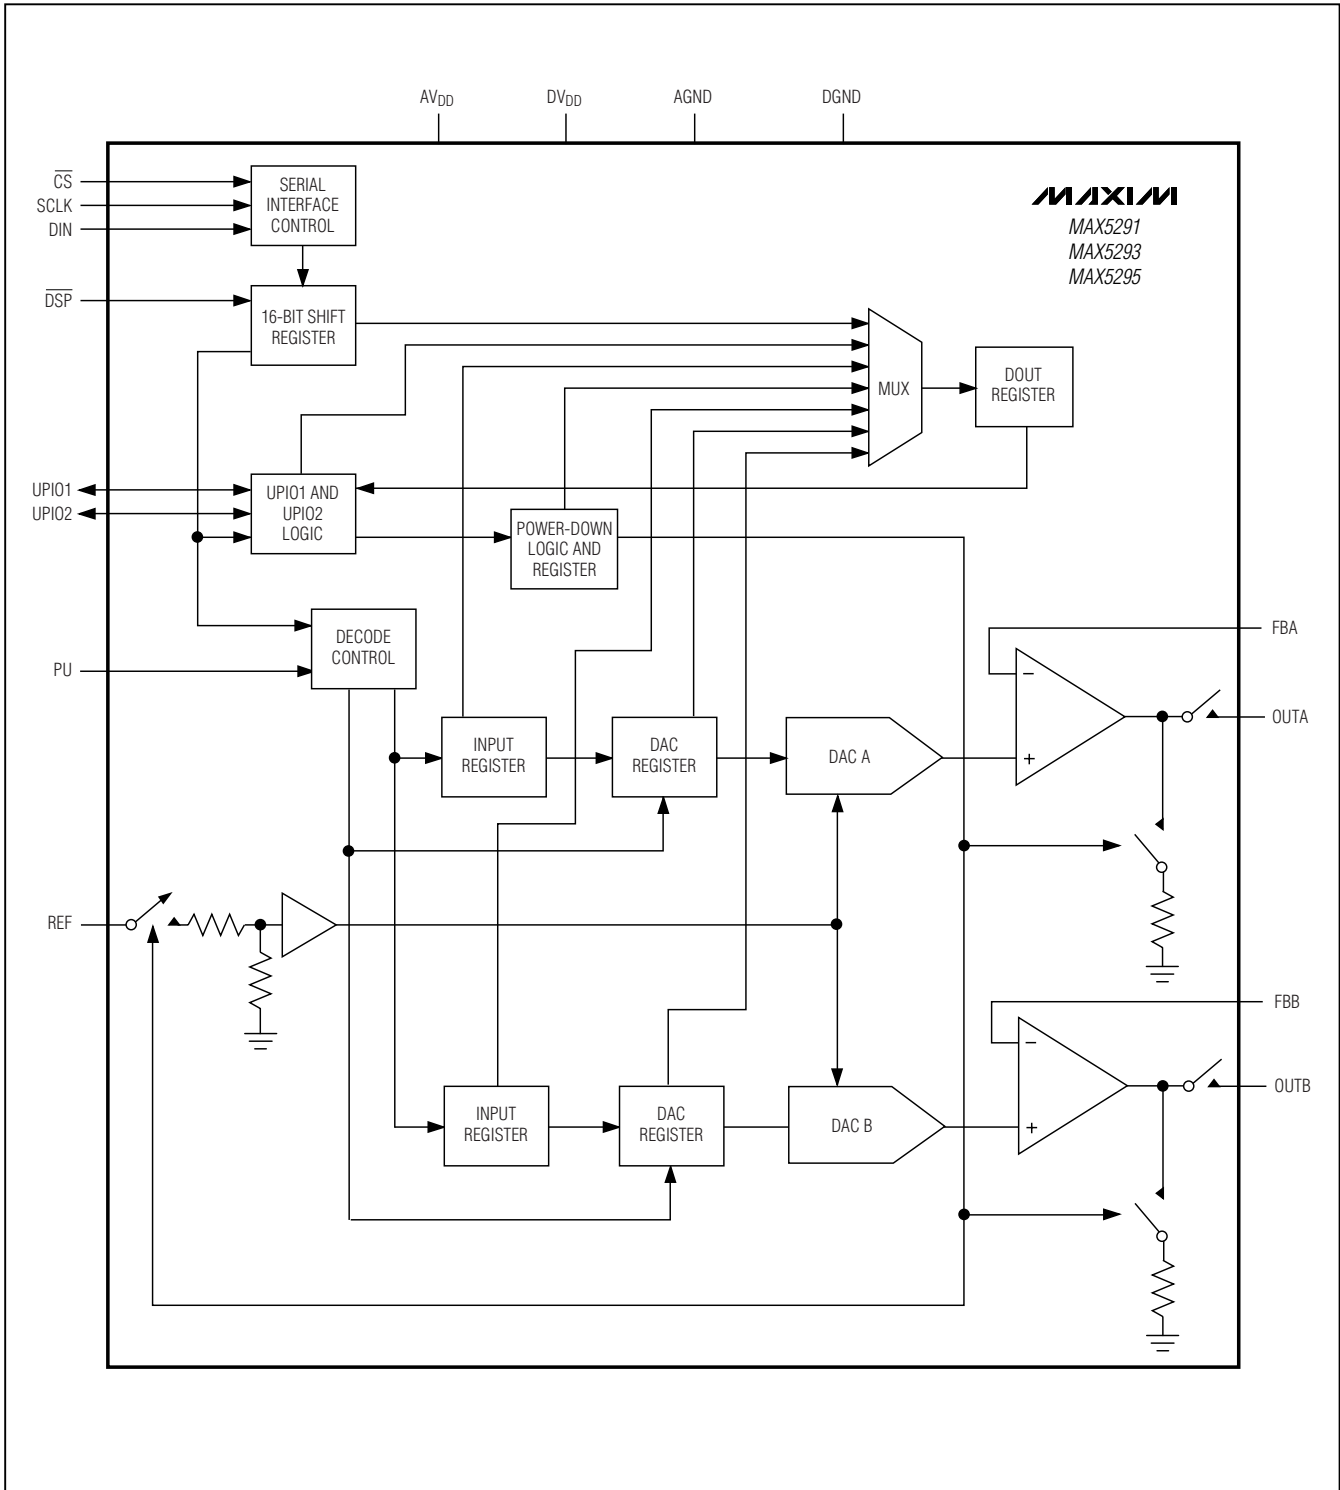 AVDD
DVDD
AGND
DGND
CS
SCLK
DIN
SERIAL
INTERFACE
CONTROL
MAXIM
MAX5291
MAX5293
MAX5295
DSP
16-BIT SHIFT
REGISTER
MUX
DOUT
REGISTER
UPIO1
UPIO2
UPIO1 AND
UPIO2
LOGIC
POWER-DOWN
LOGIC AND
REGISTER
DECODE
CONTROL
PU
FBA
−
+
OUTA
INPUT
REGISTER
DAC
REGISTER
DAC A
REF
FBB
−
+
OUTB
INPUT
REGISTER
DAC
REGISTER
DAC B